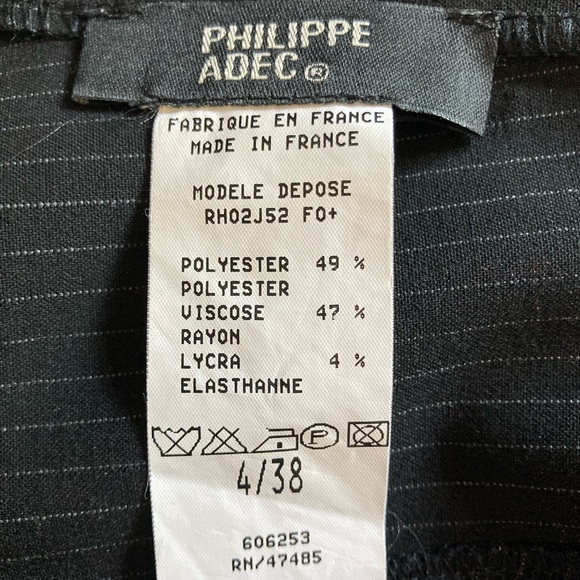 PHILIPPE
ADEC®
FABRIQUE EN FRANCE
MADE IN FRANCE
MODELE DEPOSE
RH02J52 FO+
POLYESTER 49 %
POLYESTER
VISCOSE 47 %
RAYON
LYCRA 4 %
ELASTHANNE
P
4/38
606253
RN/47485